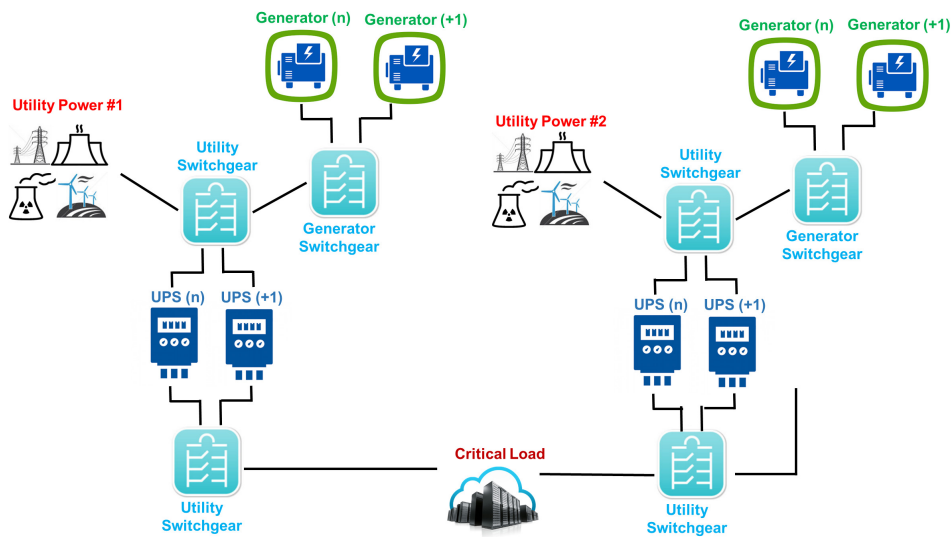 Generator (n)
Generator (+1)
Utility Power #1
Utility
Switchgear
Generator
Switchgear
UPS (n)
UPS (+1)
Utility
Switchgear
Critical Load
Generator (n)
Generator (+1)
Utility Power #2
Utility
Switchgear
Generator
Switchgear
UPS (n)
UPS (+1)
Utility
Switchgear